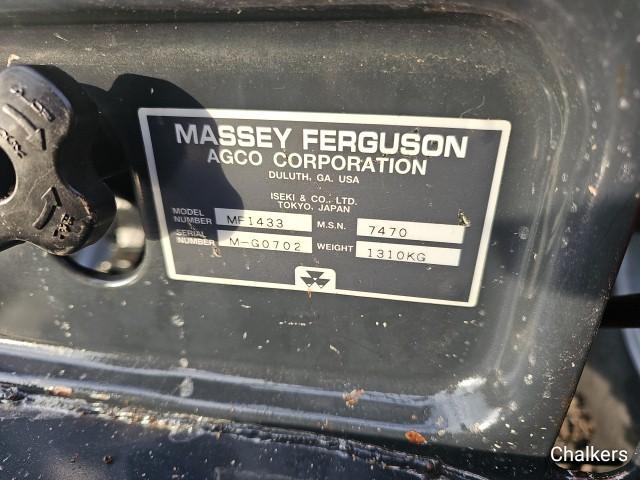 MASSEY FERGUSON
AGCO CORPORATION
DULUTH, GA. USA
ISEKI & CO., LTD.
TOKYO, JAPAN
MODEL NUMBER MF1433 M.S.N. 7470
SERIAL NUMBER M-G0702 WEIGHT 1310KG
Chalkers